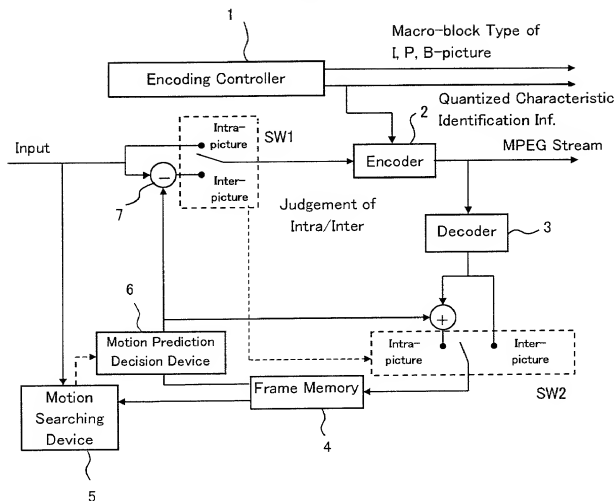 1
Macro-block Type of
I, P, B-picture
Encoding Controller
Quantized Characteristic
Identification Inf.
Input
Intra-
picture
SW1
2
Encoder
MPEG Stream
Inter-
picture
7
Judgement of
Intra/Inter
Decoder
3
6
Motion Prediction
Decision Device
+
Intra-
picture
Inter-
picture
SW2
Motion
Searching
Device
Frame Memory
4
5